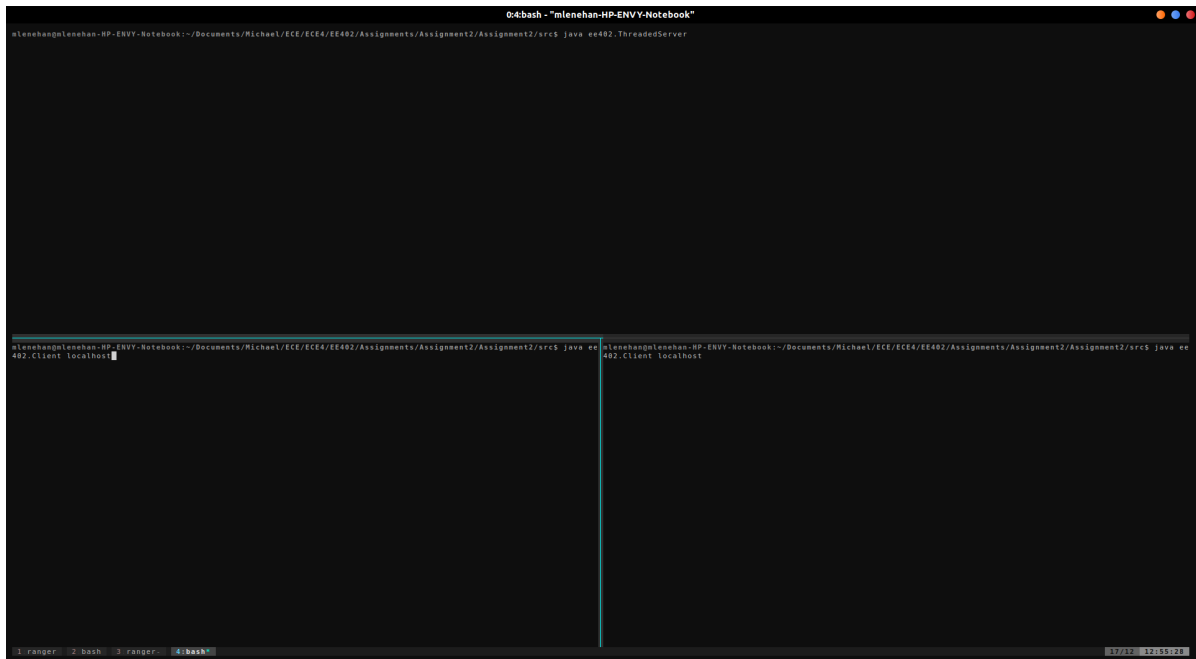 0:4:bash - "mlenehan-HP-ENVY-Notebook"
mlenehan@mlenehan-HP-ENVY-Notebook:~/Documents/Michael/ECE/ECE4/EE402/Assignments/Assignment2/Assignment2/src$ java ee402.ThreadedServer
mlenehan@mlenehan-HP-ENVY-Notebook:~/Documents/Michael/ECE/ECE4/EE402/Assignments/Assignment2/Assignment2/src$ java ee
402.Client localhost
mlenehan@mlenehan-HP-ENVY-Notebook:~/Documents/Michael/ECE/ECE4/EE402/Assignments/Assignment2/Assignment2/src$ java ee
402.Client localhost
1 ranger 2 bash 3 ranger- 4:bash* 17/12 12:55:28